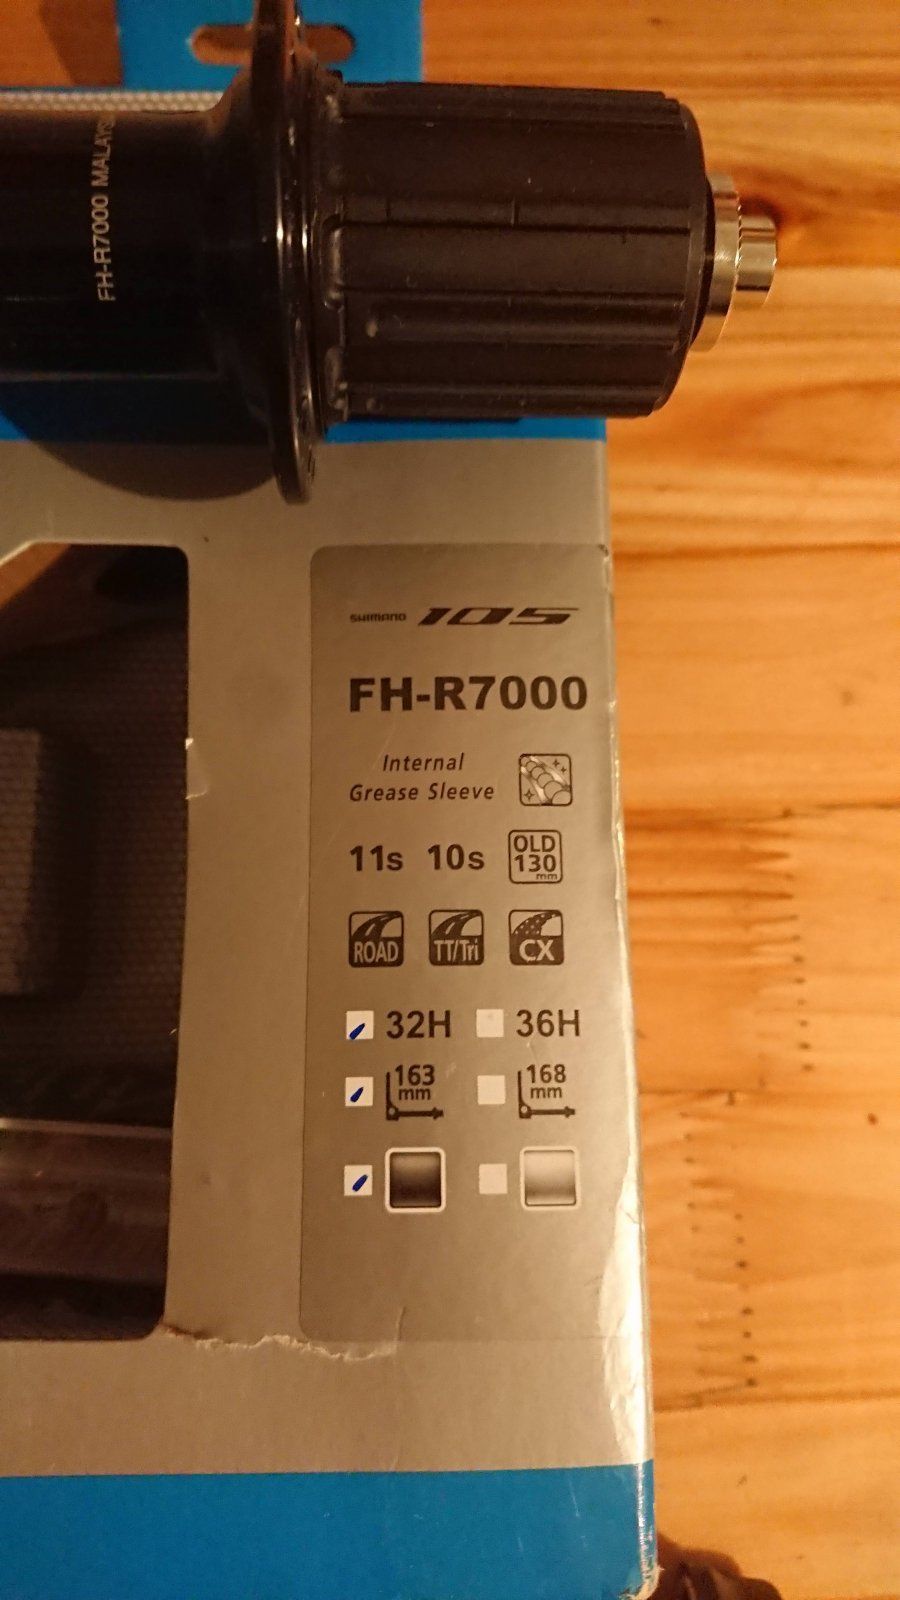 FH-R7000 MALAYS
SHIMANO 105
FH-R7000
Internal
Grease Sleeve
11s 10s OLD 130 mm
ROAD TT/Tri CX
32H 36H
163 mm 168 mm